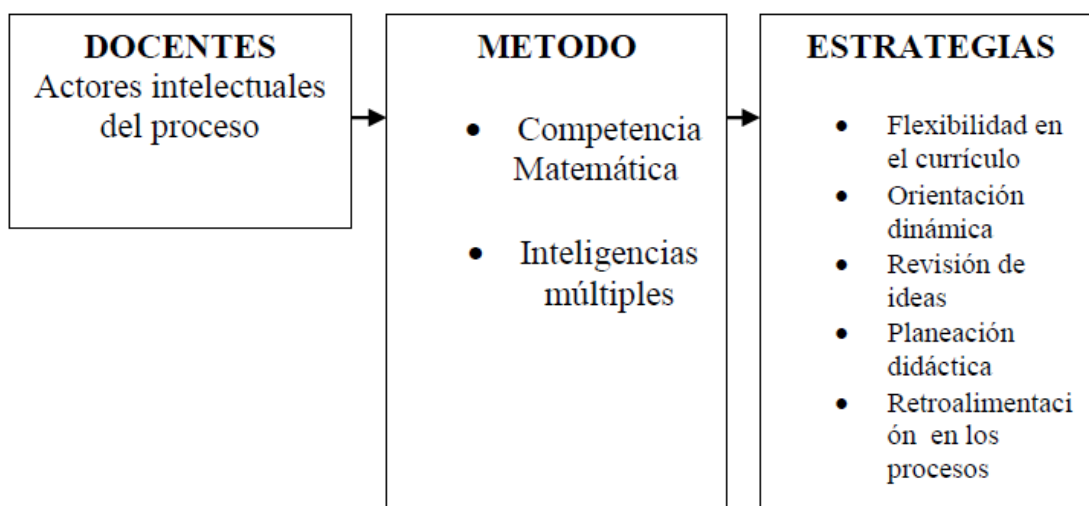 DOCENTES
Actores intelectuales
del proceso
METODO
• Competencia
Matemática
• Inteligencias
múltiples
ESTRATEGIAS
• Flexibilidad en
el currículo
• Orientación
dinámica
• Revisión de
ideas
• Planeación
didáctica
• Retroalimentaci
ón en los
procesos